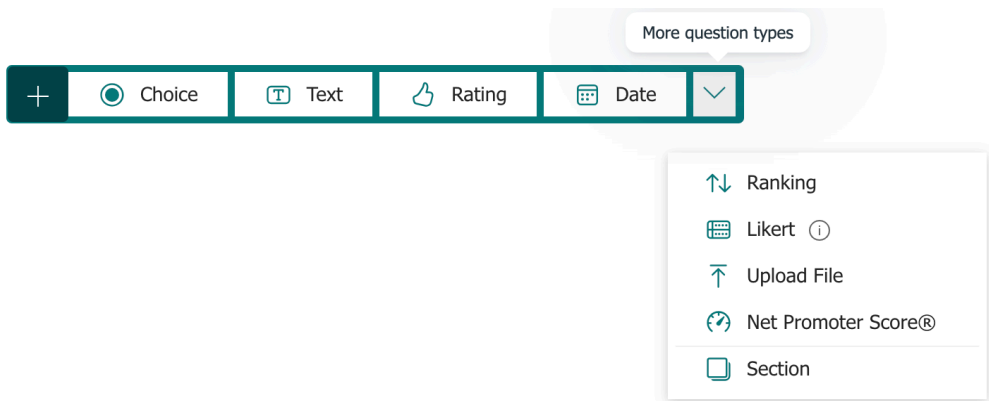 More question types
Choice Text Rating Date
Ranking
Likert
Upload File
Net Promoter Score®
Section